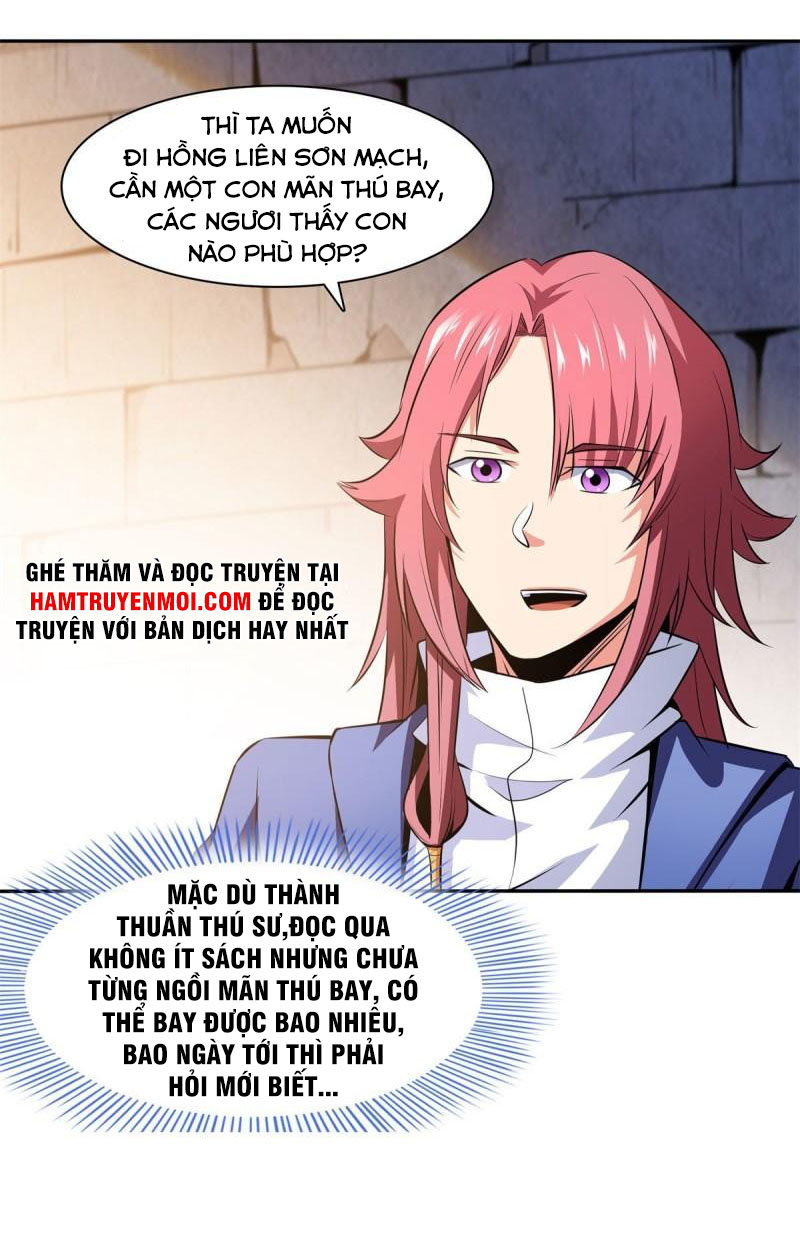 THÌ TA MUỐN
ĐI HỒNG LIÊN SƠN MẠCH,
CẦN MỘT CON MÃN THÚ BAY,
CÁC NGƯƠI THẤY CON
NÀO PHÙ HỢP?
GHÉ THĂM VÀ ĐỌC TRUYỆN TẠI
HAMTRUYENMOI.COM ĐỂ ĐỌC
TRUYỆN VỚI BẢN DỊCH HAY NHẤT
MẶC DÙ THÀNH
THUẦN THÚ SƯ,ĐỌC QUA
KHÔNG ÍT SÁCH NHƯNG CHƯA
TỪNG NGỒI MÃN THÚ BAY, CÓ
THỂ BAY ĐƯỢC BAO NHIÊU,
BAO NGÀY TỚI THÌ PHẢI
HỎI MỚI BIẾT...